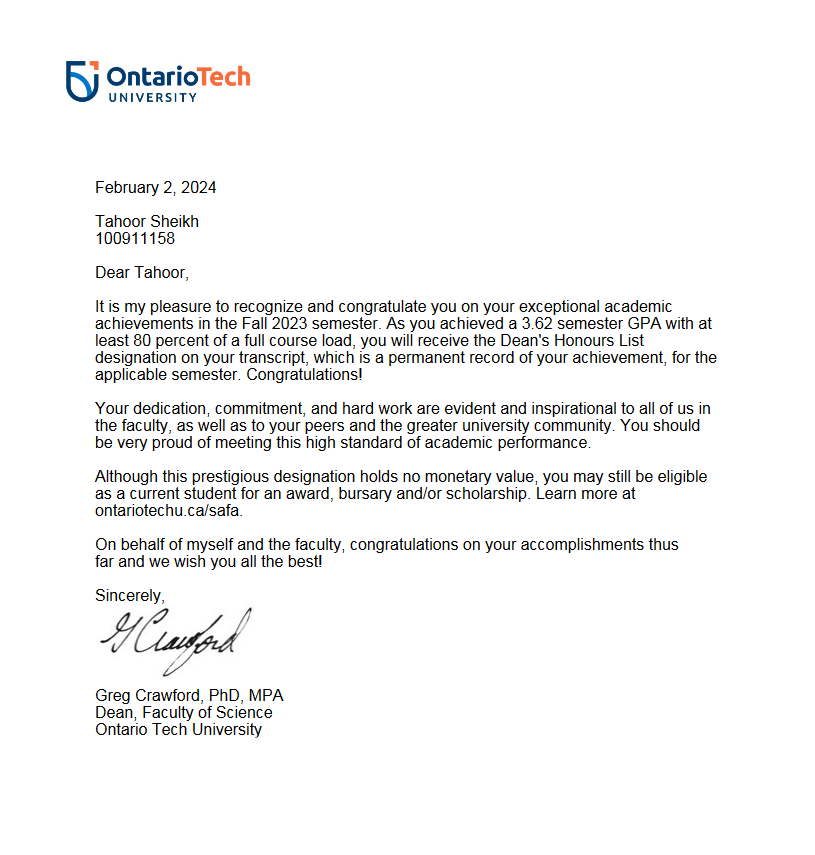 OntarioTech
UNIVERSITY
February 2, 2024
Tahoor Sheikh
100911158
Dear Tahoor,
It is my pleasure to recognize and congratulate you on your exceptional academic
achievements in the Fall 2023 semester. As you achieved a 3.62 semester GPA with at
least 80 percent of a full course load, you will receive the Dean's Honours List
designation on your transcript, which is a permanent record of your achievement, for the
applicable semester. Congratulations!
Your dedication, commitment, and hard work are evident and inspirational to all of us in
the faculty, as well as to your peers and the greater university community. You should
be very proud of meeting this high standard of academic performance.
Although this prestigious designation holds no monetary value, you may still be eligible
as a current student for an award, bursary and/or scholarship. Learn more at
ontariotechu.ca/safa.
On behalf of myself and the faculty, congratulations on your accomplishments thus
far and we wish you all the best!
Sincerely,
G Crawford
Greg Crawford, PhD, MPA
Dean, Faculty of Science
Ontario Tech University